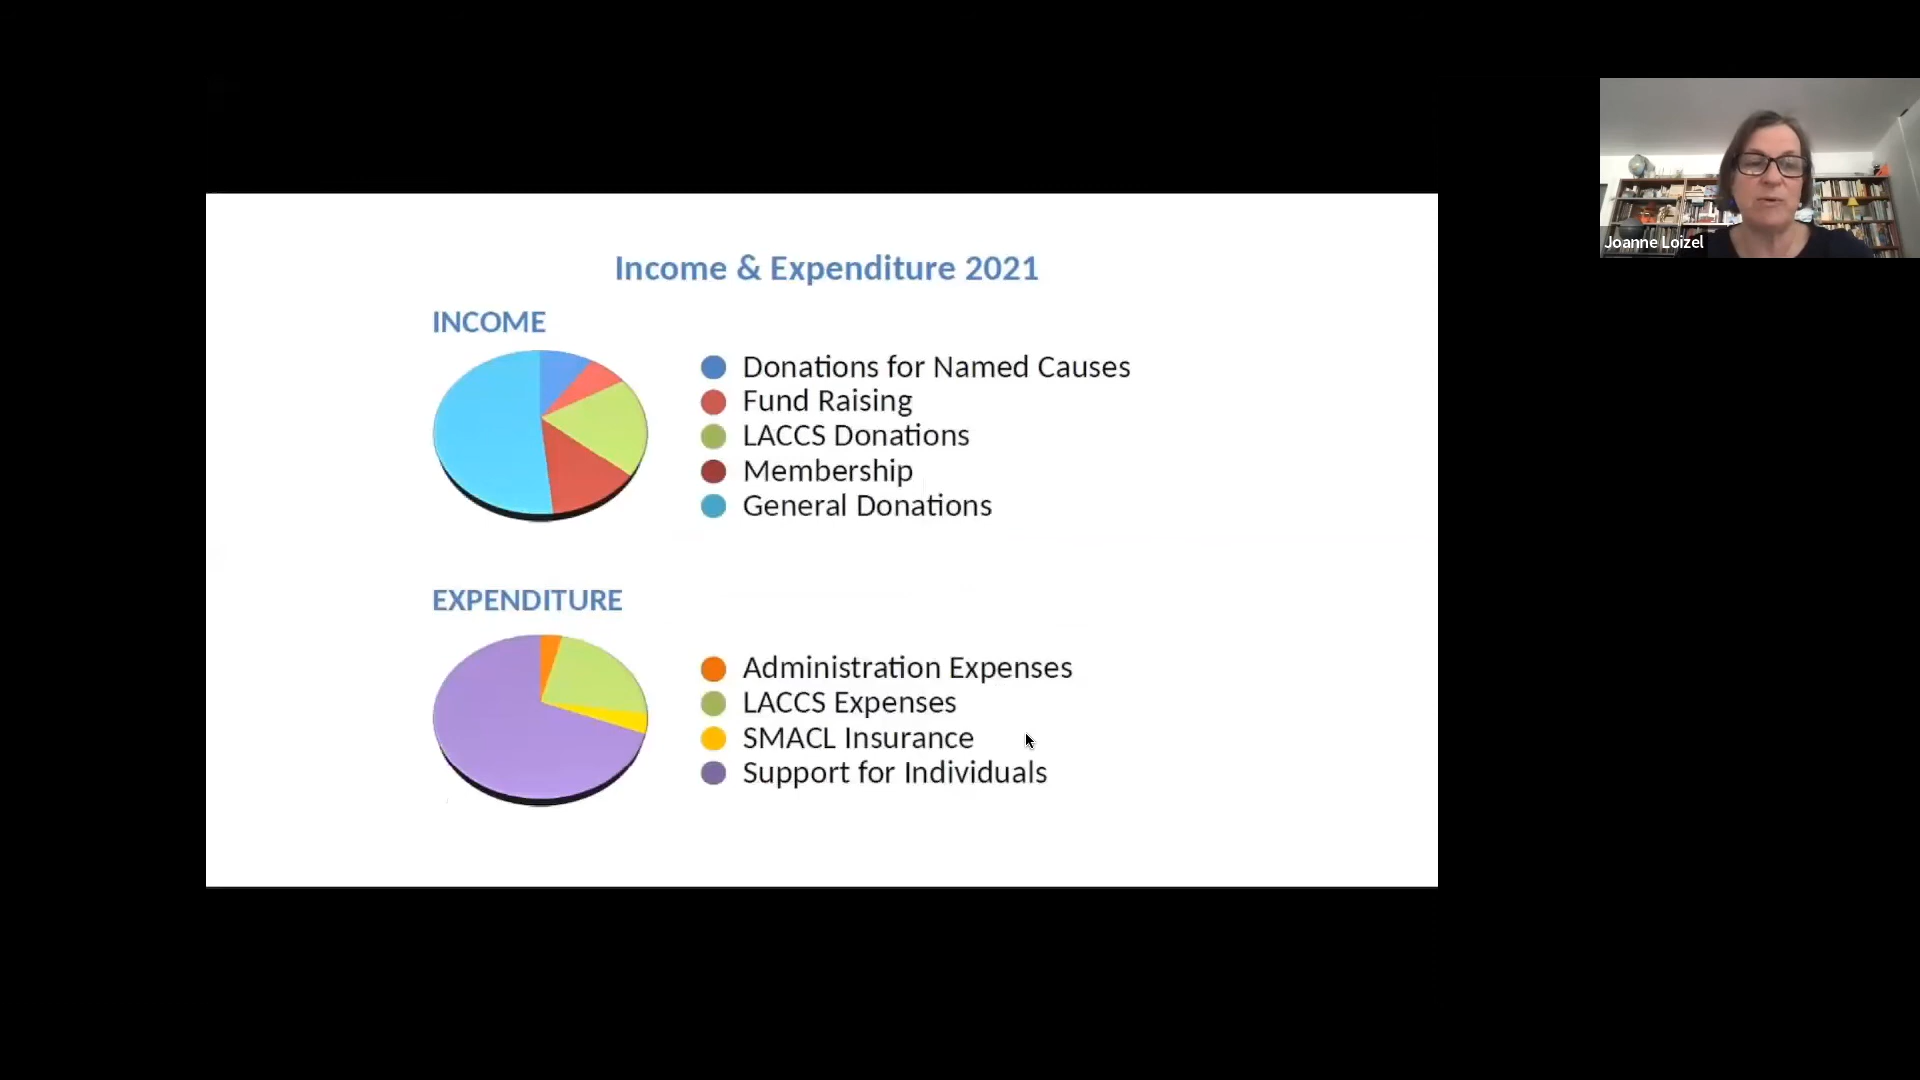 Income & Expenditure 2021
INCOME
Donations for Named Causes
Fund Raising
LACCS Donations
Membership
General Donations
EXPENDITURE
Administration Expenses
LACCS Expenses
SMACL Insurance
Support for Individuals
Joanne Loizel